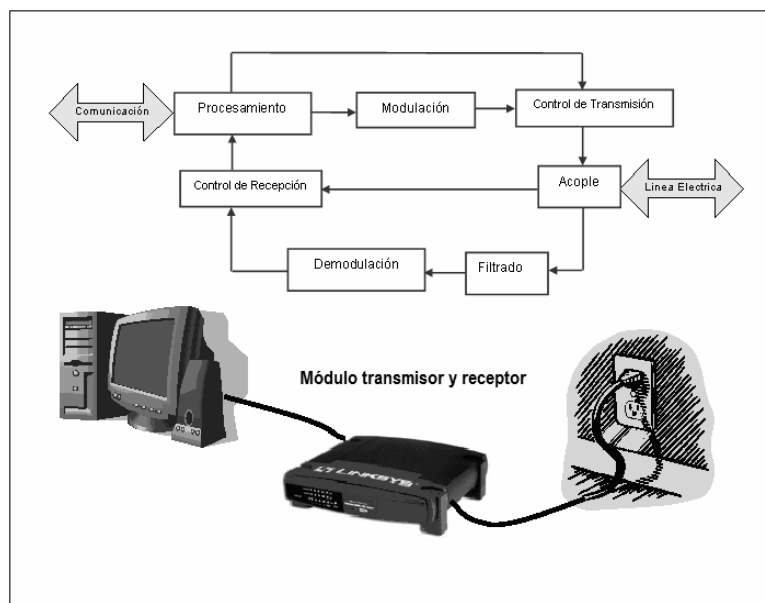 Comunicación
Procesamiento
Modulación
Control de Transmisión
Control de Recepción
Acople
Linea Electrica
Demodulación
Filtrado
Módulo transmisor y receptor
LINKSYS